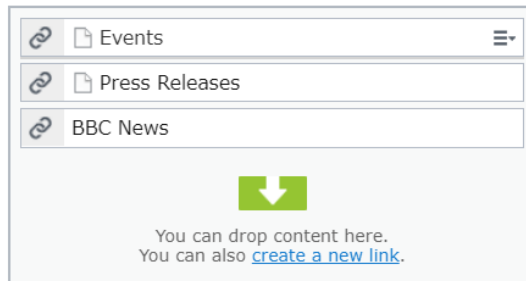 Events
Press Releases
BBC News
You can drop content here.
You can also create a new link.